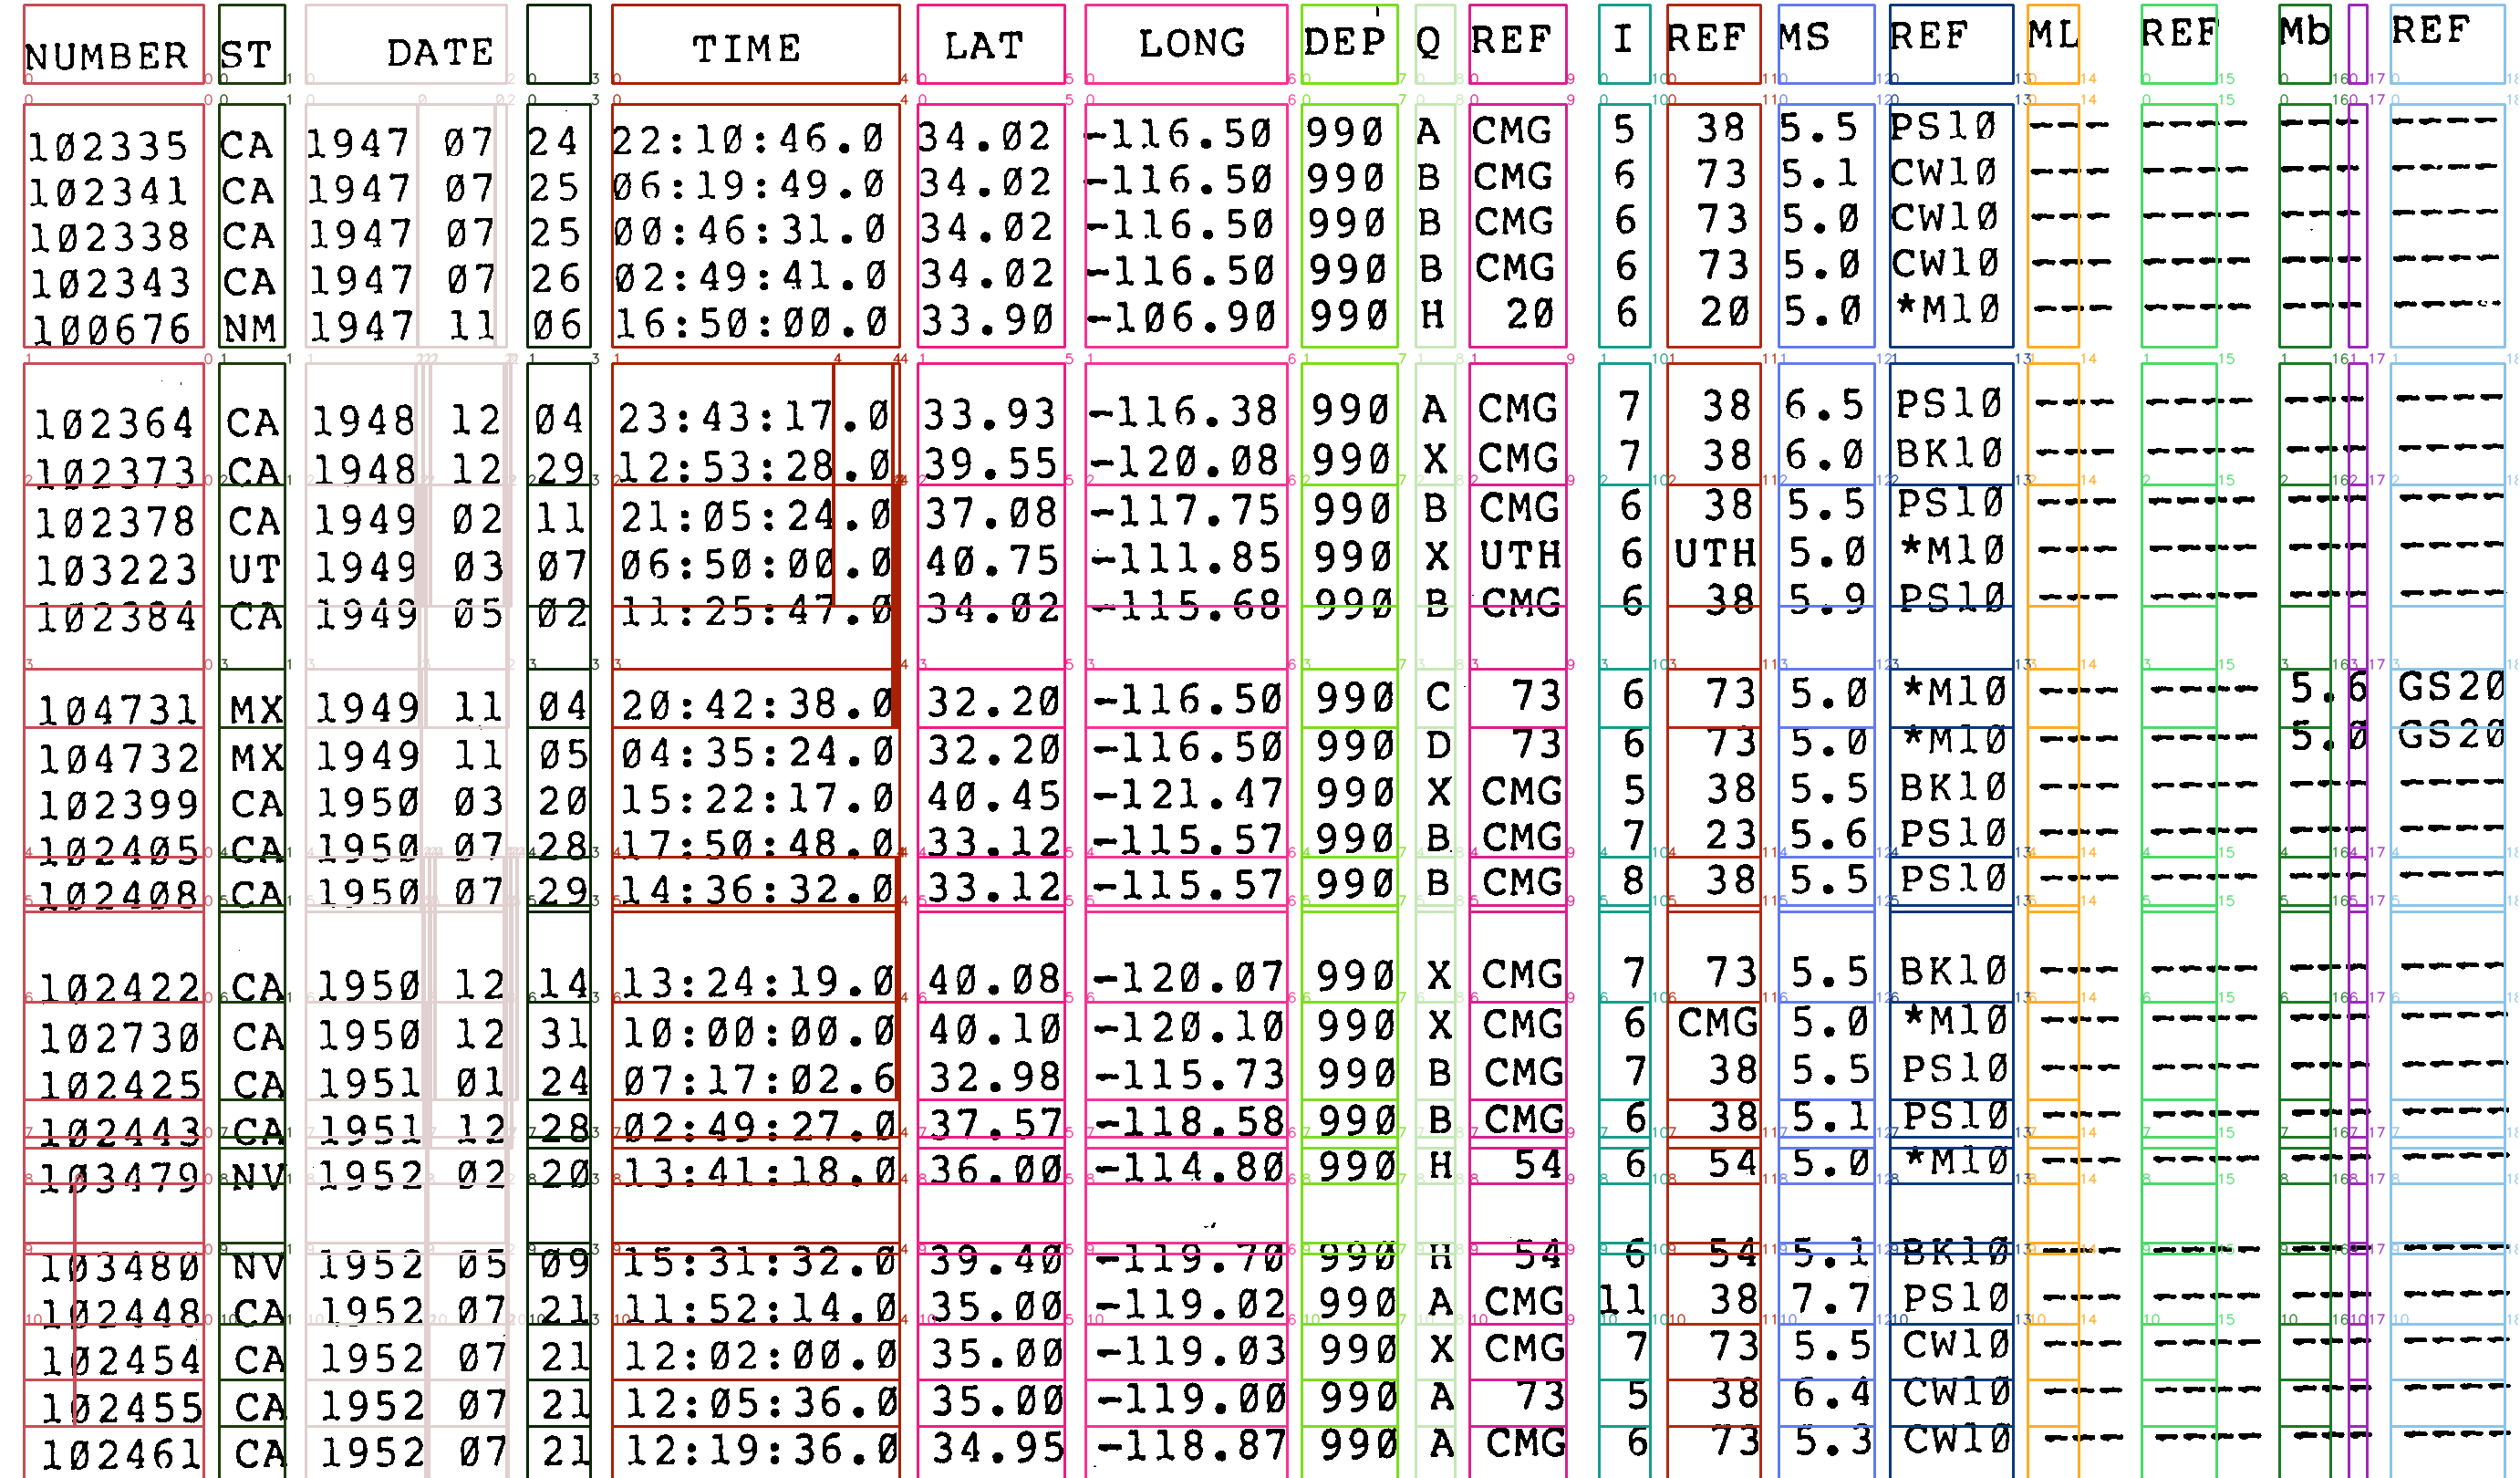 NUMBER ST DATE TIME LAT LONG DEP Q REF I REF MS REF ML REF Mb REF
102335 CA 1947 07 24 22:10:46.0 34.02 -116.50 990 A CMG 5 38 5.5 PS10 --- ---- --- ----
102341 CA 1947 07 25 06:19:49.0 34.02 -116.50 990 B CMG 6 73 5.1 CW10 --- ---- --- ----
102338 CA 1947 07 25 00:46:31.0 34.02 -116.50 990 B CMG 6 73 5.0 CW10 --- ---- --- ----
102343 CA 1947 07 26 02:49:41.0 34.02 -116.50 990 B CMG 6 73 5.0 CW10 --- ---- --- ----
100676 NM 1947 11 06 16:50:00.0 33.90 -106.90 990 H 20 6 20 5.0 *M10 --- ---- --- ----
102364 CA 1948 12 04 23:43:17.0 33.93 -116.38 990 A CMG 7 38 6.5 PS10 --- ---- --- ----
102373 CA 1948 12 29 12:53:28.0 39.55 -120.08 990 X CMG 7 38 6.0 BK10 --- ---- --- ----
102378 CA 1949 02 11 21:05:24.0 37.08 -117.75 990 B CMG 6 38 5.5 PS10 --- ---- --- ----
103223 UT 1949 03 07 06:50:00.0 40.75 -111.85 990 X UTH 6 UTH 5.0 *M10 --- ---- --- ----
102384 CA 1949 05 02 11:25:47.0 34.02 -115.68 990 B CMG 6 38 5.9 PS10 --- ---- --- ----
104731 MX 1949 11 04 20:42:38.0 32.20 -116.50 990 C 73 6 73 5.0 *M10 --- ---- 5.6 GS20
104732 MX 1949 11 05 04:35:24.0 32.20 -116.50 990 D 73 6 73 5.0 *M10 --- ---- 5.0 GS20
102399 CA 1950 03 20 15:22:17.0 40.45 -121.47 990 X CMG 5 38 5.5 BK10 --- ---- --- ----
102405 CA 1950 07 28 17:50:48.0 33.12 -115.57 990 B CMG 7 23 5.6 PS10 --- ---- --- ----
102408 CA 1950 07 29 14:36:32.0 33.12 -115.57 990 B CMG 8 38 5.5 PS10 --- ---- --- ----
102422 CA 1950 12 14 13:24:19.0 40.08 -120.07 990 X CMG 7 73 5.5 BK10 --- ---- --- ----
102730 CA 1950 12 31 10:00:00.0 40.10 -120.10 990 X CMG 6 CMG 5.0 *M10 --- ---- --- ----
102425 CA 1951 01 24 07:17:02.6 32.98 -115.73 990 B CMG 7 38 5.5 PS10 --- ---- --- ----
102443 CA 1951 12 28 02:49:27.0 37.57 -118.58 990 B CMG 6 38 5.1 PS10 --- ---- --- ----
103479 NV 1952 02 20 13:41:18.0 36.00 -114.80 990 H 54 6 54 5.0 *M10 --- ---- --- ----
103480 NV 1952 05 09 15:31:32.0 39.40 -119.70 990 H 54 6 54 5.1 BK10 --- ---- --- ----
102448 CA 1952 07 21 11:52:14.0 35.00 -119.02 990 A CMG 11 38 7.7 PS10 --- ---- --- ----
102454 CA 1952 07 21 12:02:00.0 35.00 -119.03 990 X CMG 7 73 5.5 CW10 --- ---- --- ----
102455 CA 1952 07 21 12:05:36.0 35.00 -119.00 990 A 73 5 38 6.4 CW10 --- ---- --- ----
102461 CA 1952 07 21 12:19:36.0 34.95 -118.87 990 A CMG 6 73 5.3 CW10 --- ---- --- ----